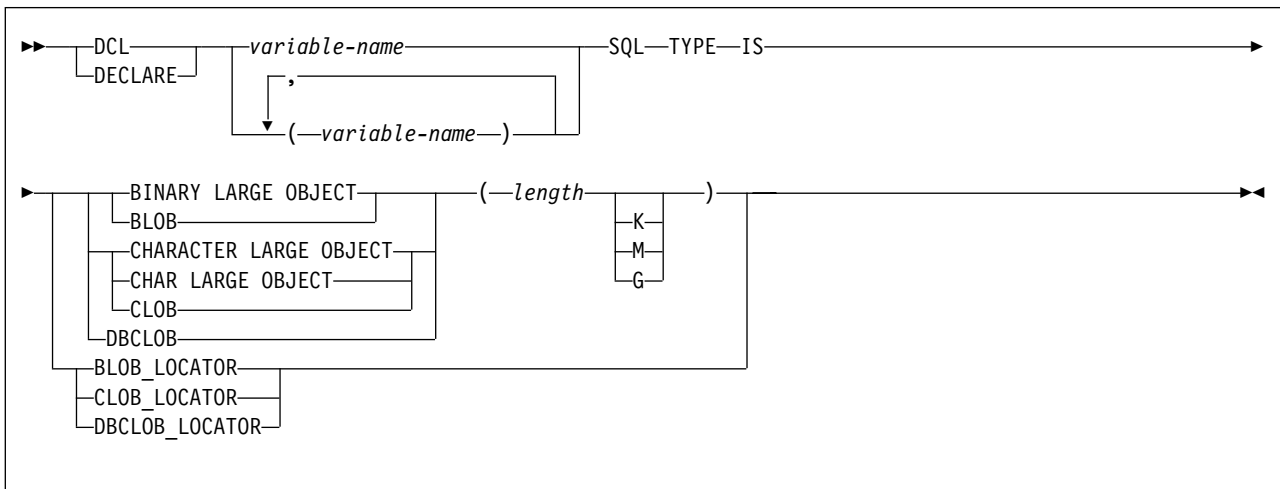 DCL variable-name SQL TYPE IS
DECLARE ,
( variable-name )
BINARY LARGE OBJECT ( length )
BLOB K
CHARACTER LARGE OBJECT M
CHAR LARGE OBJECT G
CLOB
DBCLOB
BLOB_LOCATOR
CLOB_LOCATOR
DBCLOB_LOCATOR